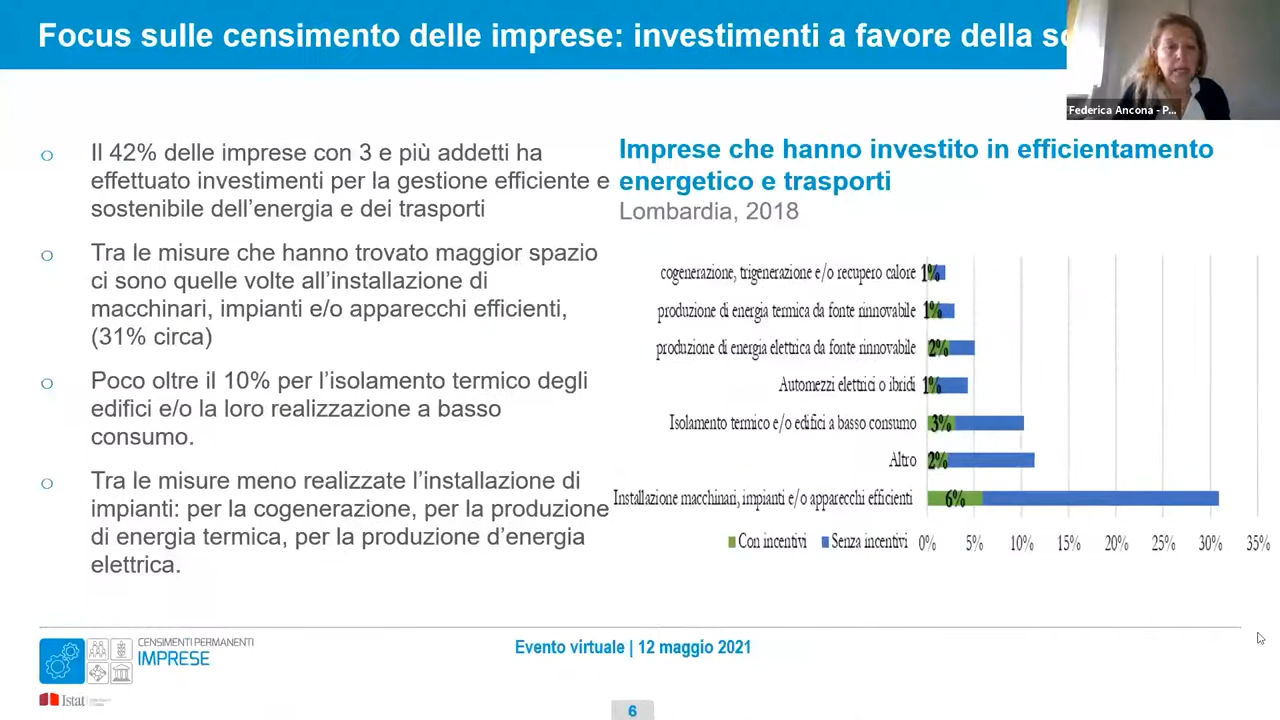 Focus sulle censimento delle imprese: investimenti a favore della
Federica Ancona - P...
o Il 42% delle imprese con 3 e più addetti ha
effettuato investimenti per la gestione efficiente e
sostenibile dell'energia e dei trasporti
o Tra le misure che hanno trovato maggior spazio
ci sono quelle volte all'installazione di
macchinari, impianti e/o apparecchi efficienti,
(31% circa)
o Poco oltre il 10% per l'isolamento termico degli
edifici e/o la loro realizzazione a basso
consumo.
o Tra le misure meno realizzate l'installazione di
impianti: per la cogenerazione, per la produzione
di energia termica, per la produzione d'energia
elettrica.
Imprese che hanno investito in efficientamento
energetico e trasporti
Lombardia, 2018
cogenerazione, trigenerazione e/o recupero calore 1%
produzione di energia termica da fonte rinnovabile 1%
produzione di energia elettrica da fonte rinnovabile 2%
Automezzi elettrici o ibridi 1%
Isolamento termico e/o edifici a basso consumo 3%
Altro 2%
Installazione macchinari, impianti e/o apparecchi efficienti 6%
Con incentivi Senza incentivi 0% 5% 10% 15% 20% 25% 30% 35%
CENSIMENTI PERMANENTI
IMPRESE
Evento virtuale | 12 maggio 2021
Istat
6